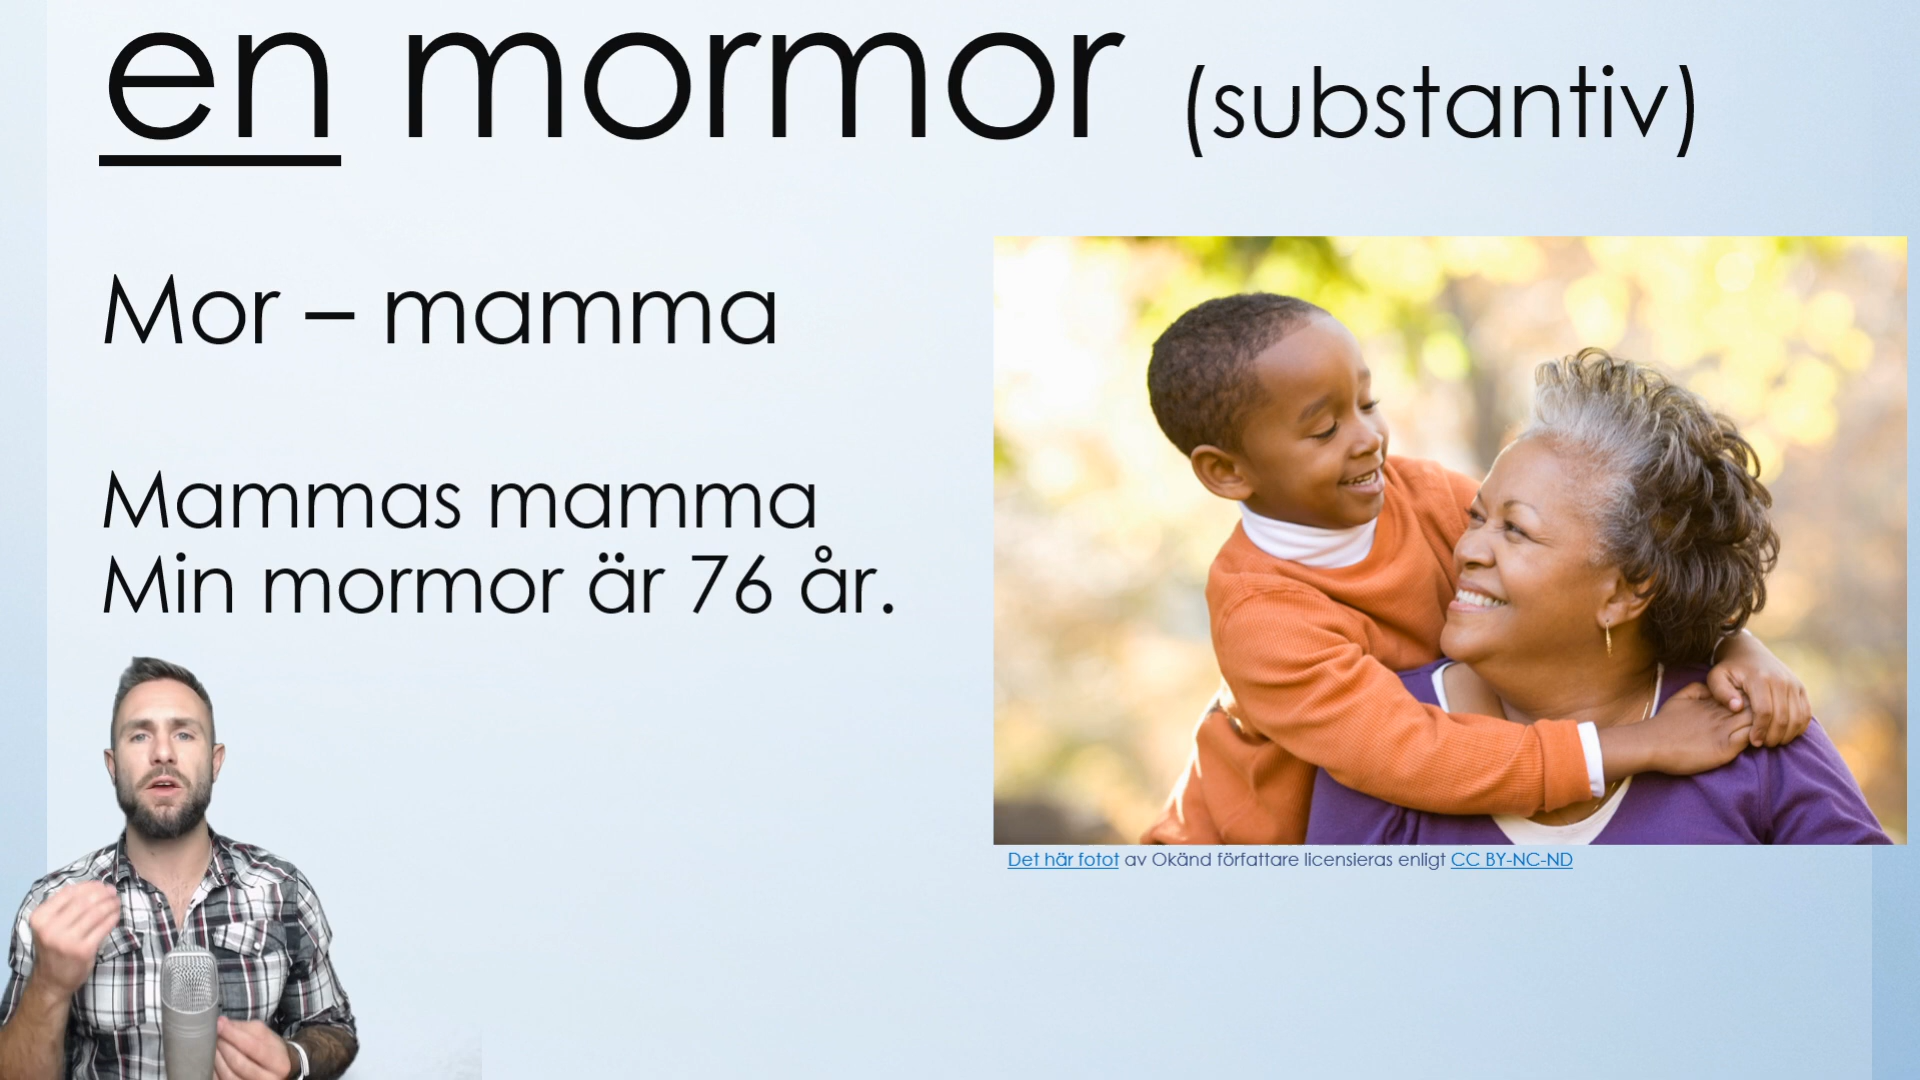 en mormor (substantiv)
Mor – mamma
Mammas mamma
Min mormor är 76 år.
Det här fotot av Okänd författare licensieras enligt CC BY-NC-ND